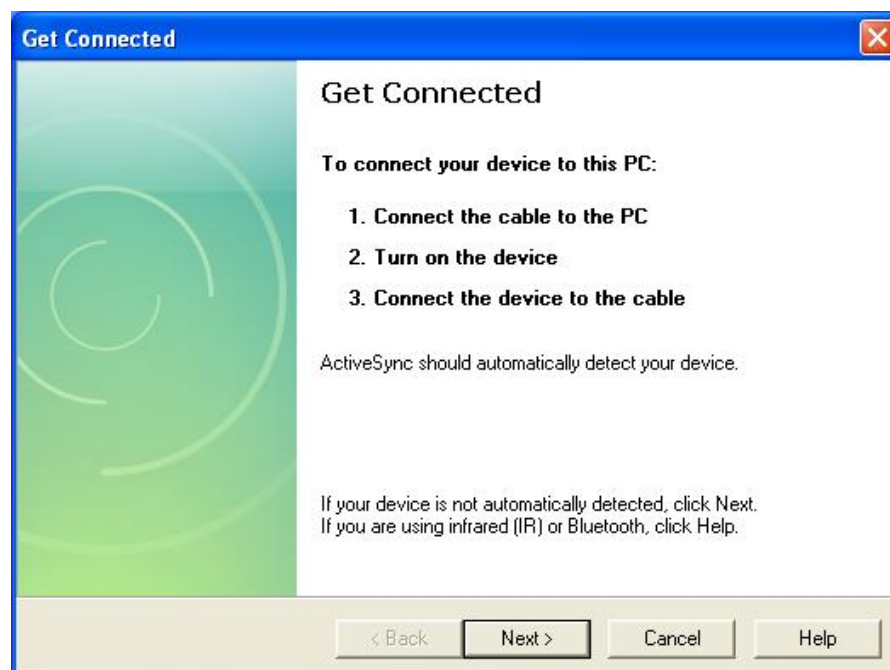 Get Connected
Get Connected
To connect your device to this PC:
1. Connect the cable to the PC
2. Turn on the device
3. Connect the device to the cable
ActiveSync should automatically detect your device.
If your device is not automatically detected, click Next.
If you are using infrared (IR) or Bluetooth, click Help.
< Back Next > Cancel Help